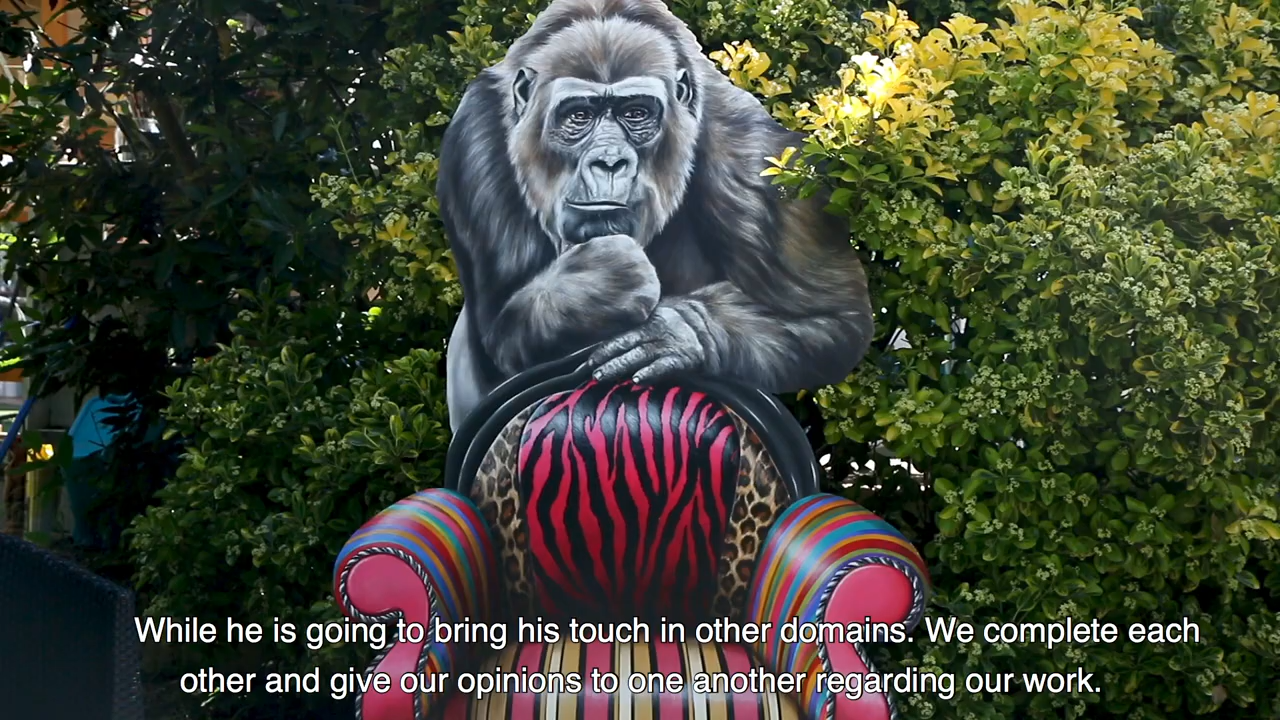 While he is going to bring his touch in other domains. We complete each
other and give our opinions to one another regarding our work.